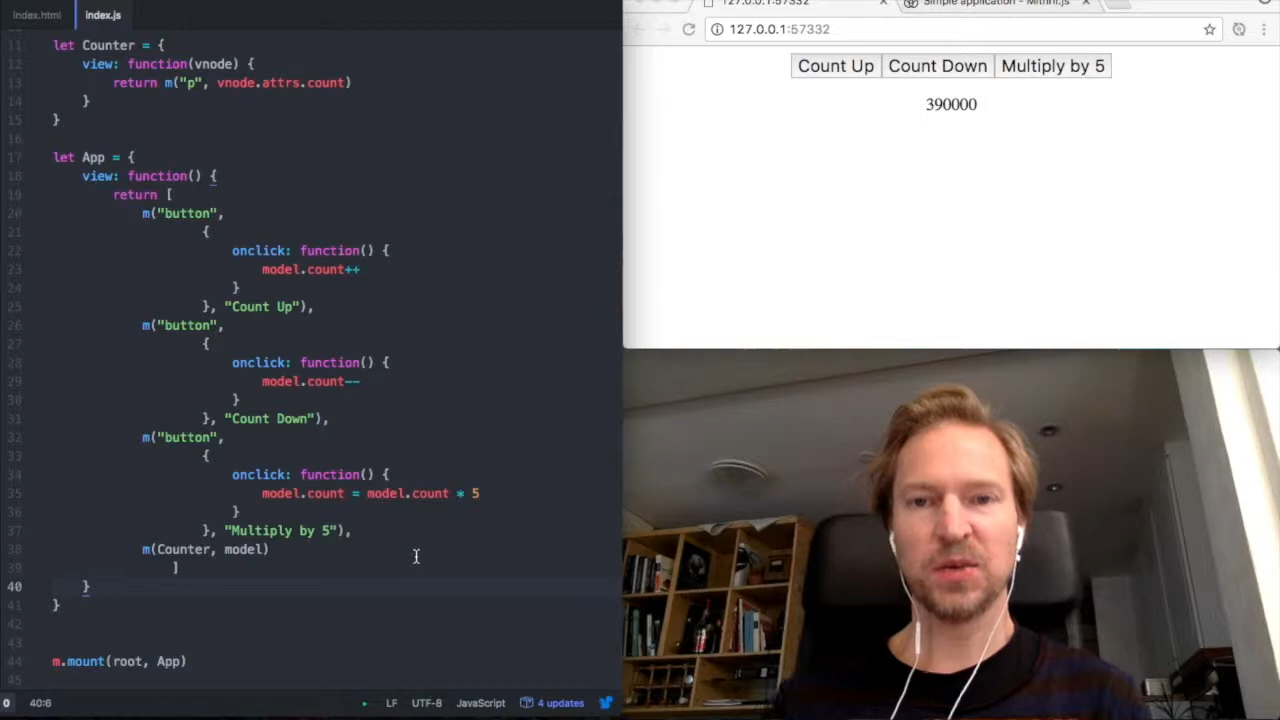 index.html index.js
11 let Counter = {
12 view: function(vnode) {
13 return m("p", vnode.attrs.count)
14 }
15 }
16
17 let App = {
18 view: function() {
19 return [
20 m("button",
21 {
22 onclick: function() {
23 model.count++
24 }
25 }, "Count Up"),
26 m("button",
27 {
28 onclick: function() {
29 model.count--
30 }
31 }, "Count Down"),
32 m("button",
33 {
34 onclick: function() {
35 model.count = model.count * 5
36 }
37 }, "Multiply by 5"),
38 m(Counter, model)
39 ]
40 }
41 }
42
43
44 m.mount(root, App)
45
0 40:6 LF UTF-8 JavaScript 4 updates
127.0.0.1:57332 Simple application - Mithril.js
127.0.0.1:57332
Count Up Count Down Multiply by 5
390000